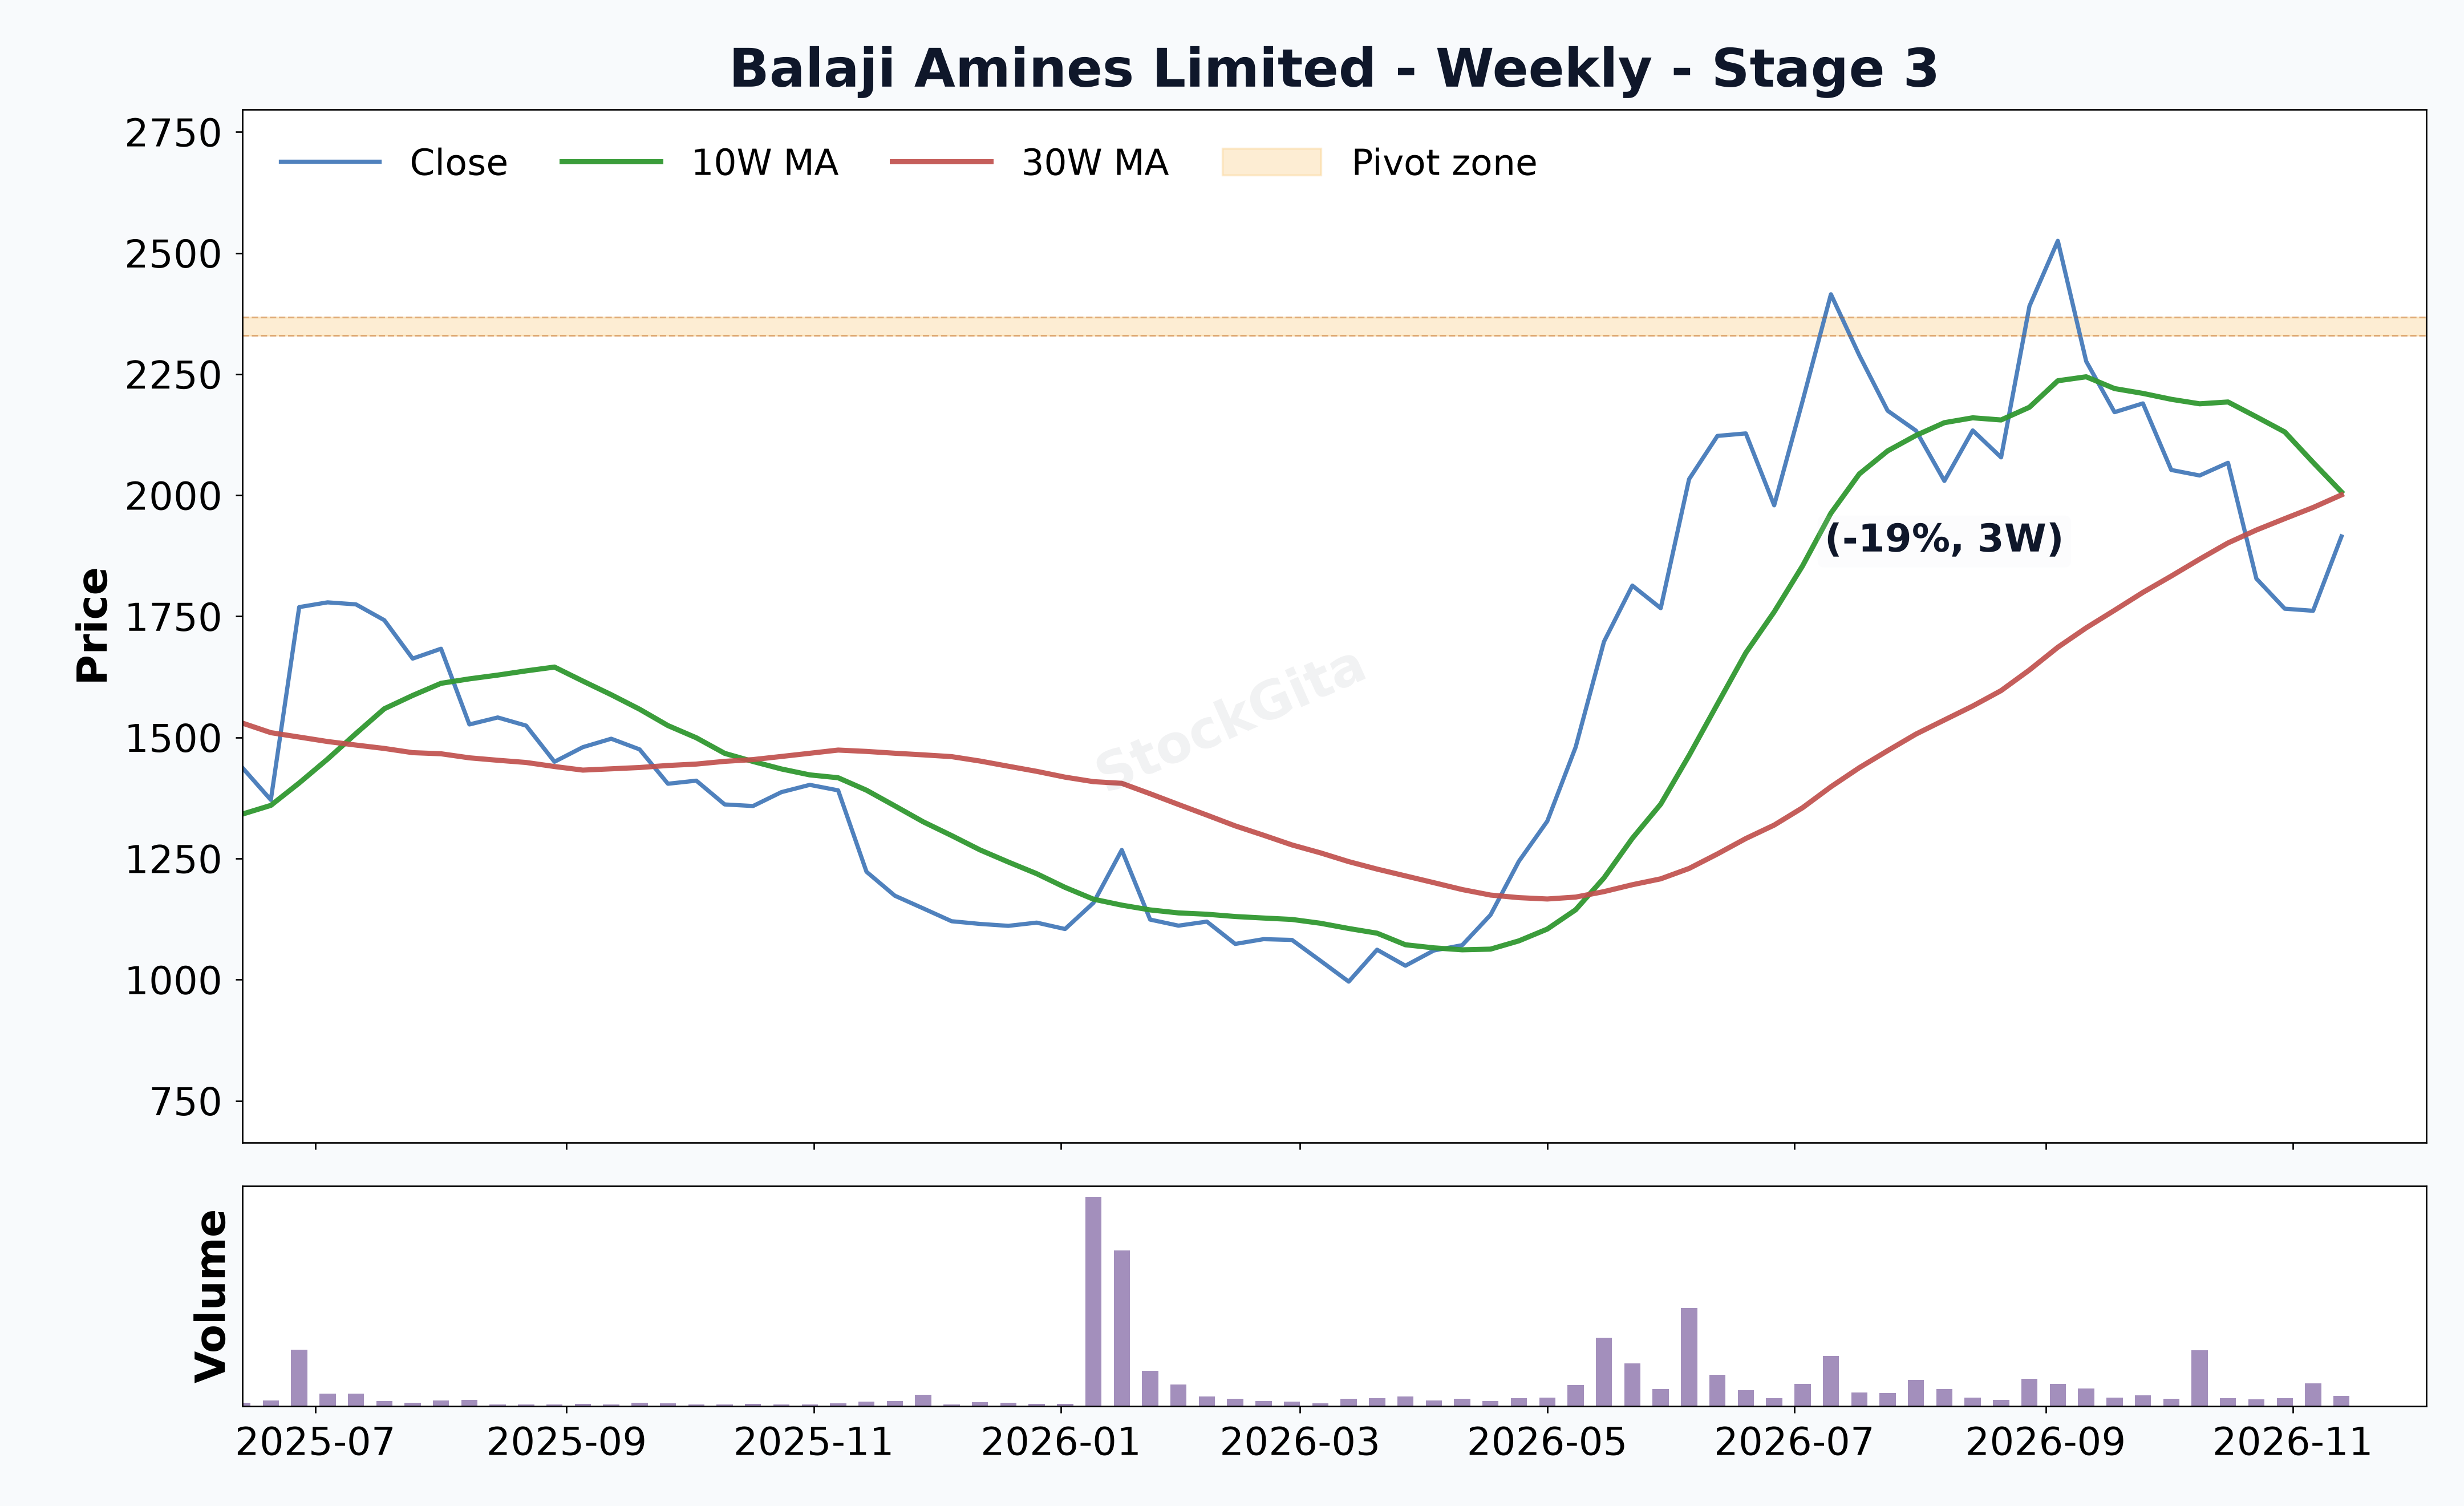 Balaji Amines Limited - Weekly - Stage 3
Close 10W MA 30W MA Pivot zone
Price
2750
2500
2250
2000
1750
1500
1250
1000
750
(-19%, 3W)
StockGita
Volume
2025-07 2025-09 2025-11 2026-01 2026-03 2026-05 2026-07 2026-09 2026-11